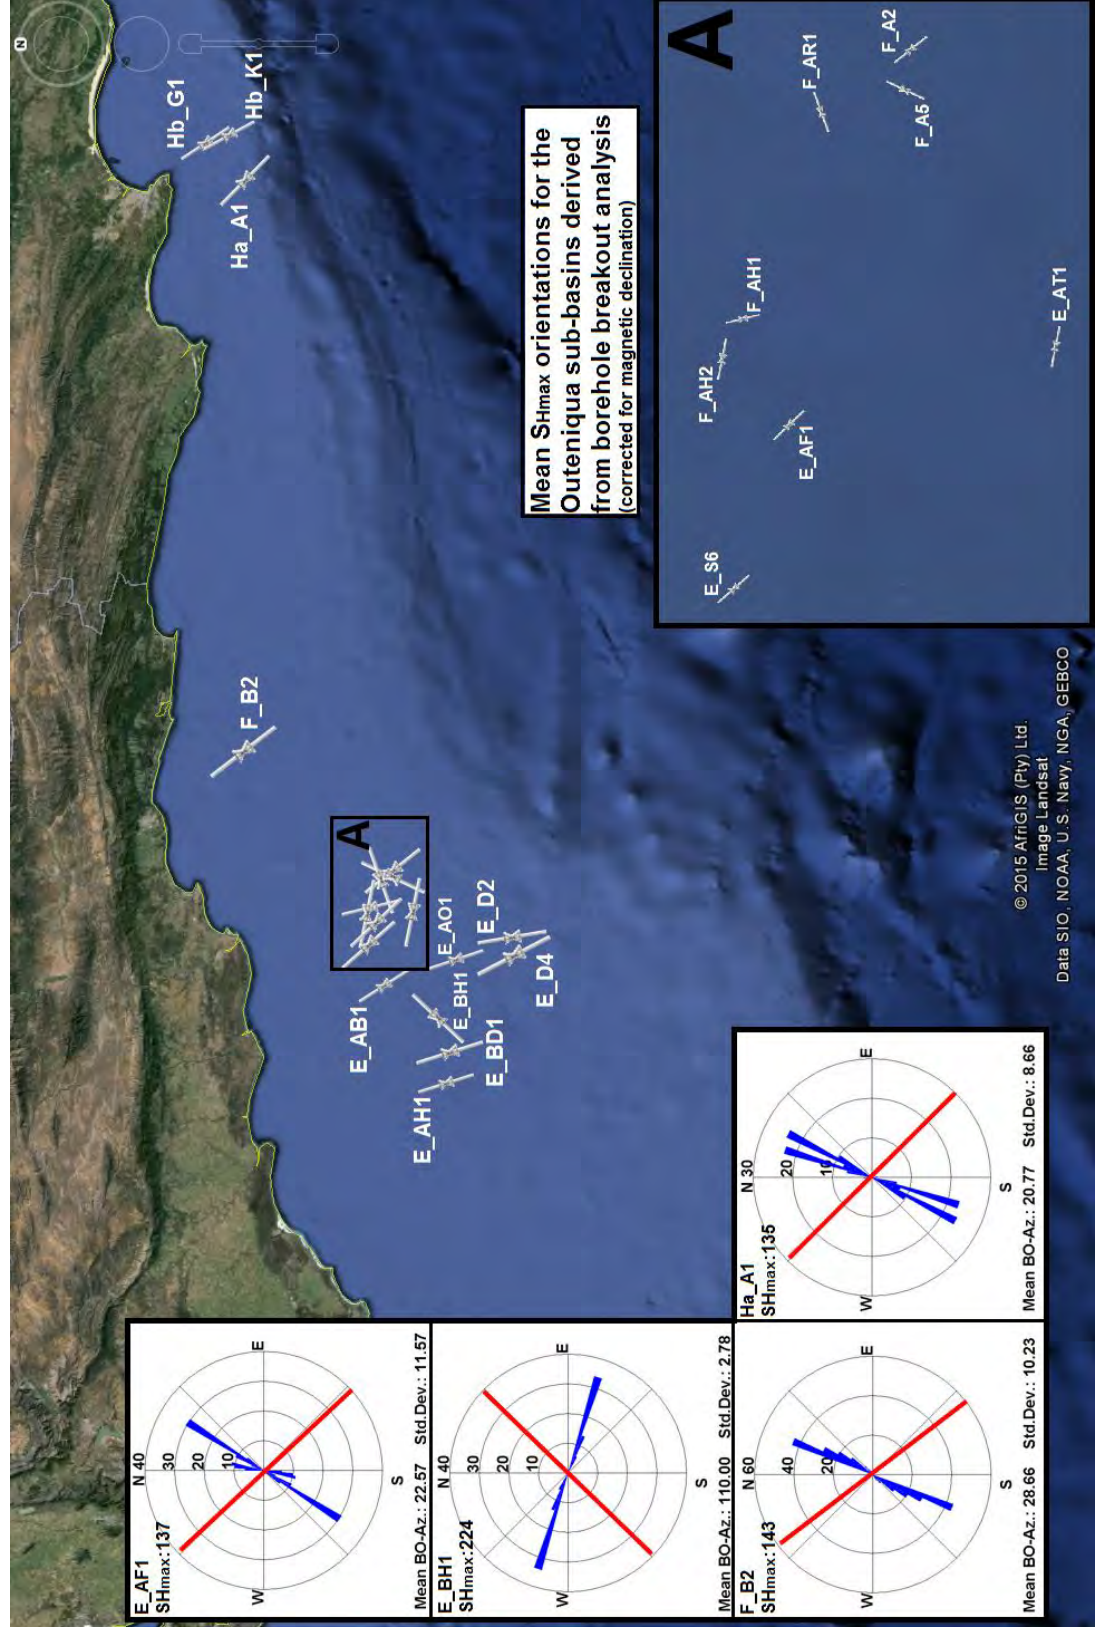 N
Hb_G1
Hb_K1
Ha_A1
F_B2
A
E_AB1
E_AO1
E_BH1
E_D2
E_D4
E_BD1
E_AH1
Mean SHmax orientations for the
Outeniqua sub-basins derived
from borehole breakout analysis
(corrected for magnetic declination)
A
F_AR1
F_A2
F_A5
F_AH1
F_AH2
E_AF1
E_S6
E_AT1
© 2015 AfriGIS (Pty) Ltd.
Image Landsat
Data SIO, NOAA, U.S. Navy, NGA, GEBCO
E_AF1
SHmax:137
N 40
30
20
10
W
E
S
Mean BO-Az.: 22.57 Std.Dev.: 11.57
E_BH1
SHmax:224
N 40
30
20
10
W
E
S
Mean BO-Az.: 110.00 Std.Dev.: 2.78
F_B2
SHmax:143
N 60
40
20
W
E
S
Mean BO-Az.: 28.66 Std.Dev.: 10.23
Ha_A1
SHmax:135
N 30
20
10
W
E
S
Mean BO-Az.: 20.77 Std.Dev.: 8.66